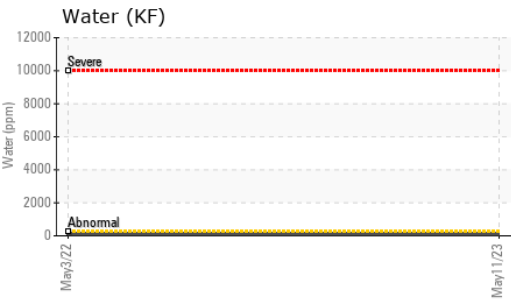 Water (KF)
12000
10000
8000
6000
4000
2000
0
Water (ppm)
Severe
Abnormal
May3/22
May11/23